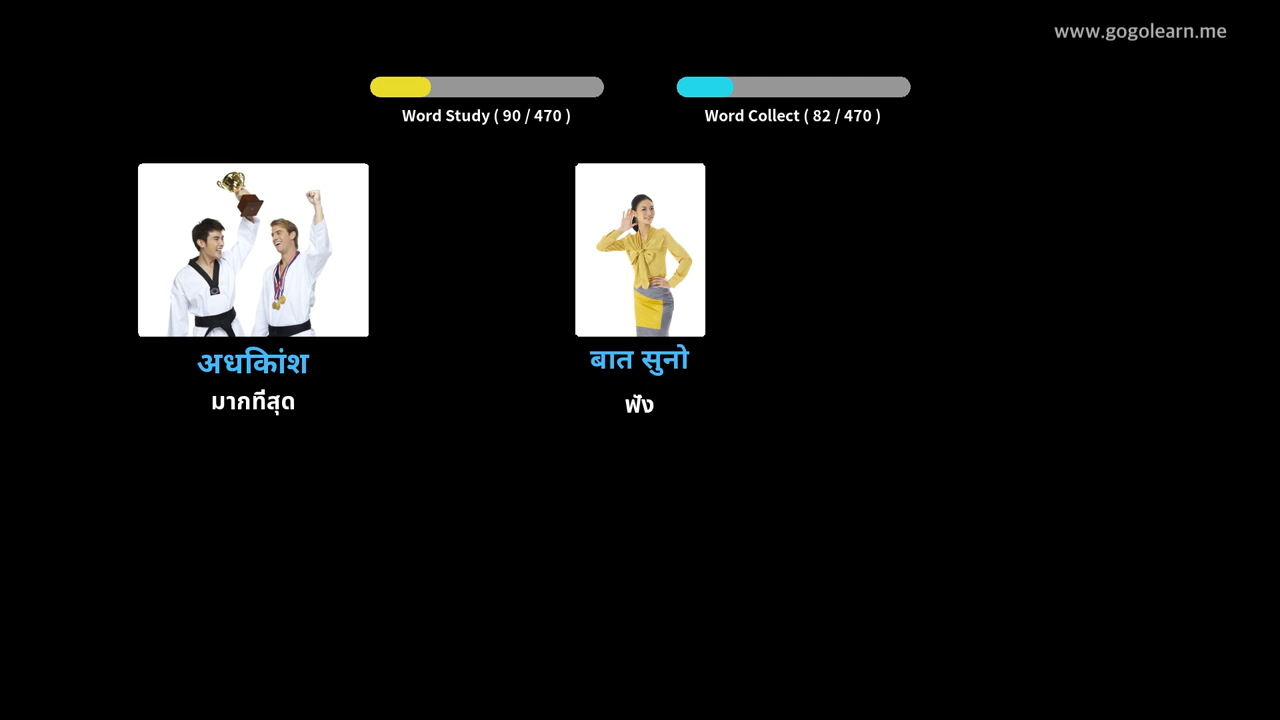 www.gogolearn.me
Word Study ( 90 / 470 )
Word Collect ( 82 / 470 )
अधिकांश
มากที่สุด
बात सुनो
ฟัง